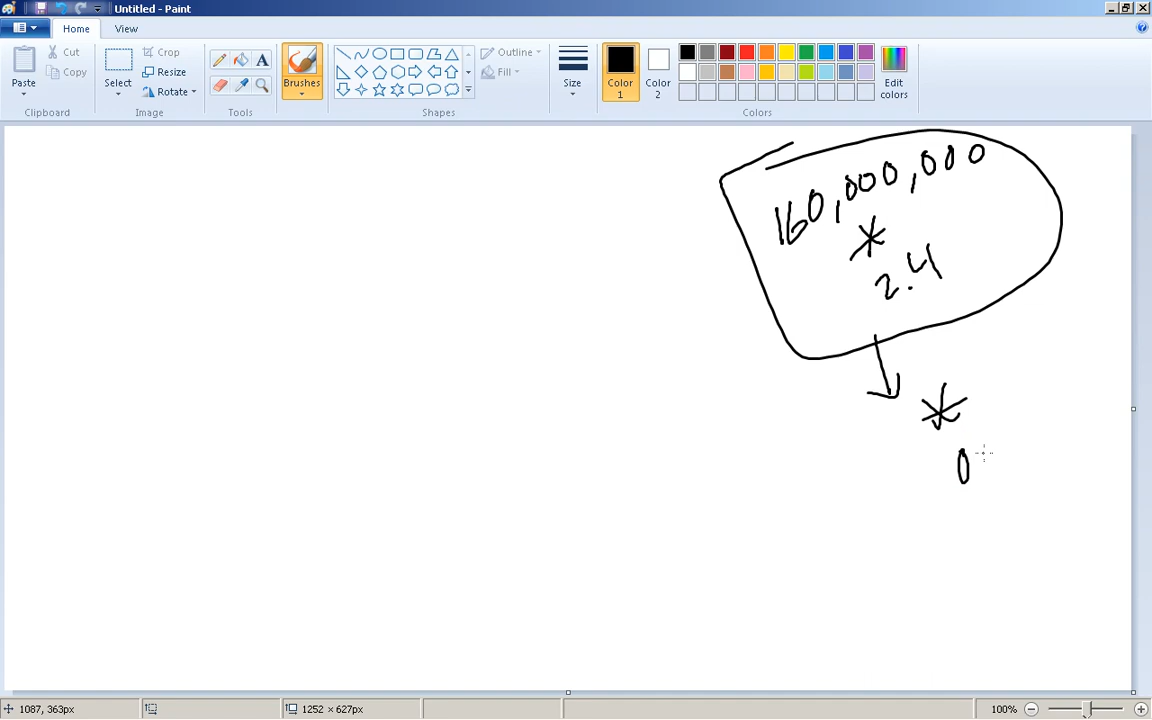 Untitled - Paint
Home
View
Paste
Cut
Copy
Clipboard
Select
Crop
Resize
Rotate
Image
A
Tools
Brushes
Shapes
Outline
Fill
Size
Color 1
Color 2
Edit colors
Colors
160,000,000
*
2.4
*
0
1087, 363px
1252 × 627px
100%